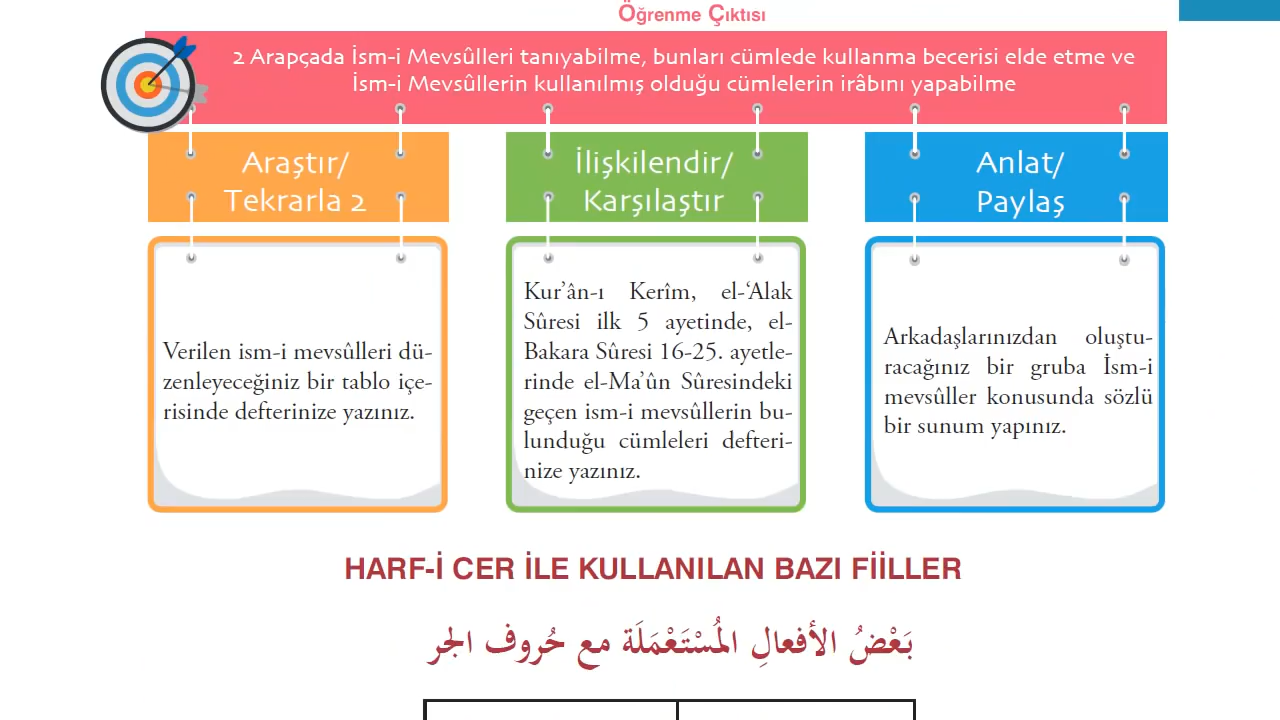 Öğrenme Çıktısı
2 Arapçada İsm-i Mevsûlleri tanıyabilme, bunları cümlede kullanma becerisi elde etme ve
İsm-i Mevsûllerin kullanılmış olduğu cümlelerin irâbını yapabilme
Araştır/
Tekrarla 2
Verilen ism-i mevsûlleri dü-
zenleyeceğiniz bir tablo içe-
risinde defterinize yazınız.
İlişkilendir/
Karşılaştır
Kur’ân-ı Kerîm, el-‘Alak
Sûresi ilk 5 ayetinde, el-
Bakara Sûresi 16-25. ayetle-
rinde el-Ma’ûn Sûresindeki
geçen ism-i mevsûllerin bu-
lunduğu cümleleri defteri-
nize yazınız.
Anlat/
Paylaş
Arkadaşlarınızdan oluştu-
racağınız bir gruba İsm-i
mevsûller konusunda sözlü
bir sunum yapınız.
HARF-İ CER İLE KULLANILAN BAZI FİİLLER
بَعْضُ الأفعالِ المُسْتَعْمَلَة مع حُروف الجر